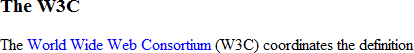 The W3C
The World Wide Web Consortium (W3C) coordinates the definition